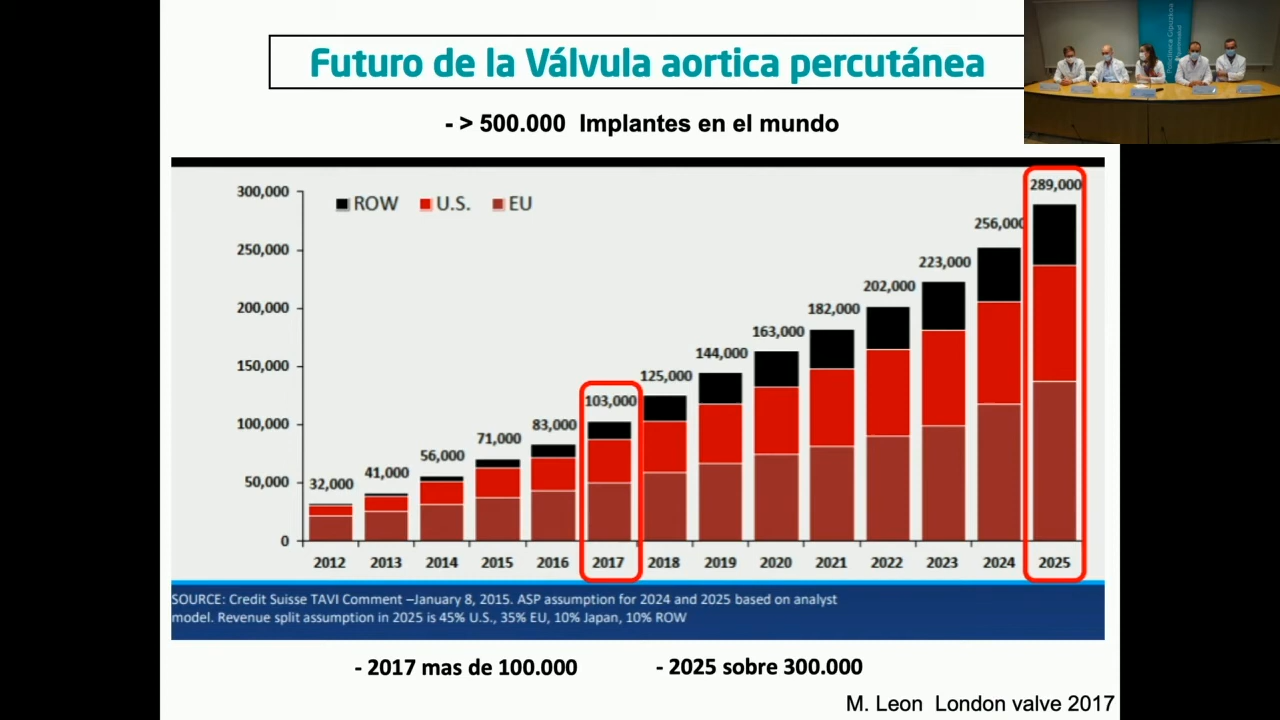 Futuro de la Válvula aortica percutánea
- > 500.000 Implantes en el mundo
300,000
250,000
200,000
150,000
100,000
50,000
0
ROW U.S. EU
32,000
41,000
56,000
71,000
83,000
103,000
125,000
144,000
163,000
182,000
202,000
223,000
256,000
289,000
2012 2013 2014 2015 2016 2017 2018 2019 2020 2021 2022 2023 2024 2025
SOURCE: Credit Suisse TAVI Comment –January 8, 2015. ASP assumption for 2024 and 2025 based on analyst
model. Revenue split assumption in 2025 is 45% U.S., 35% EU, 10% Japan, 10% ROW
- 2017 mas de 100.000 - 2025 sobre 300.000
M. Leon London valve 2017
Policlínica Gipuzkoa